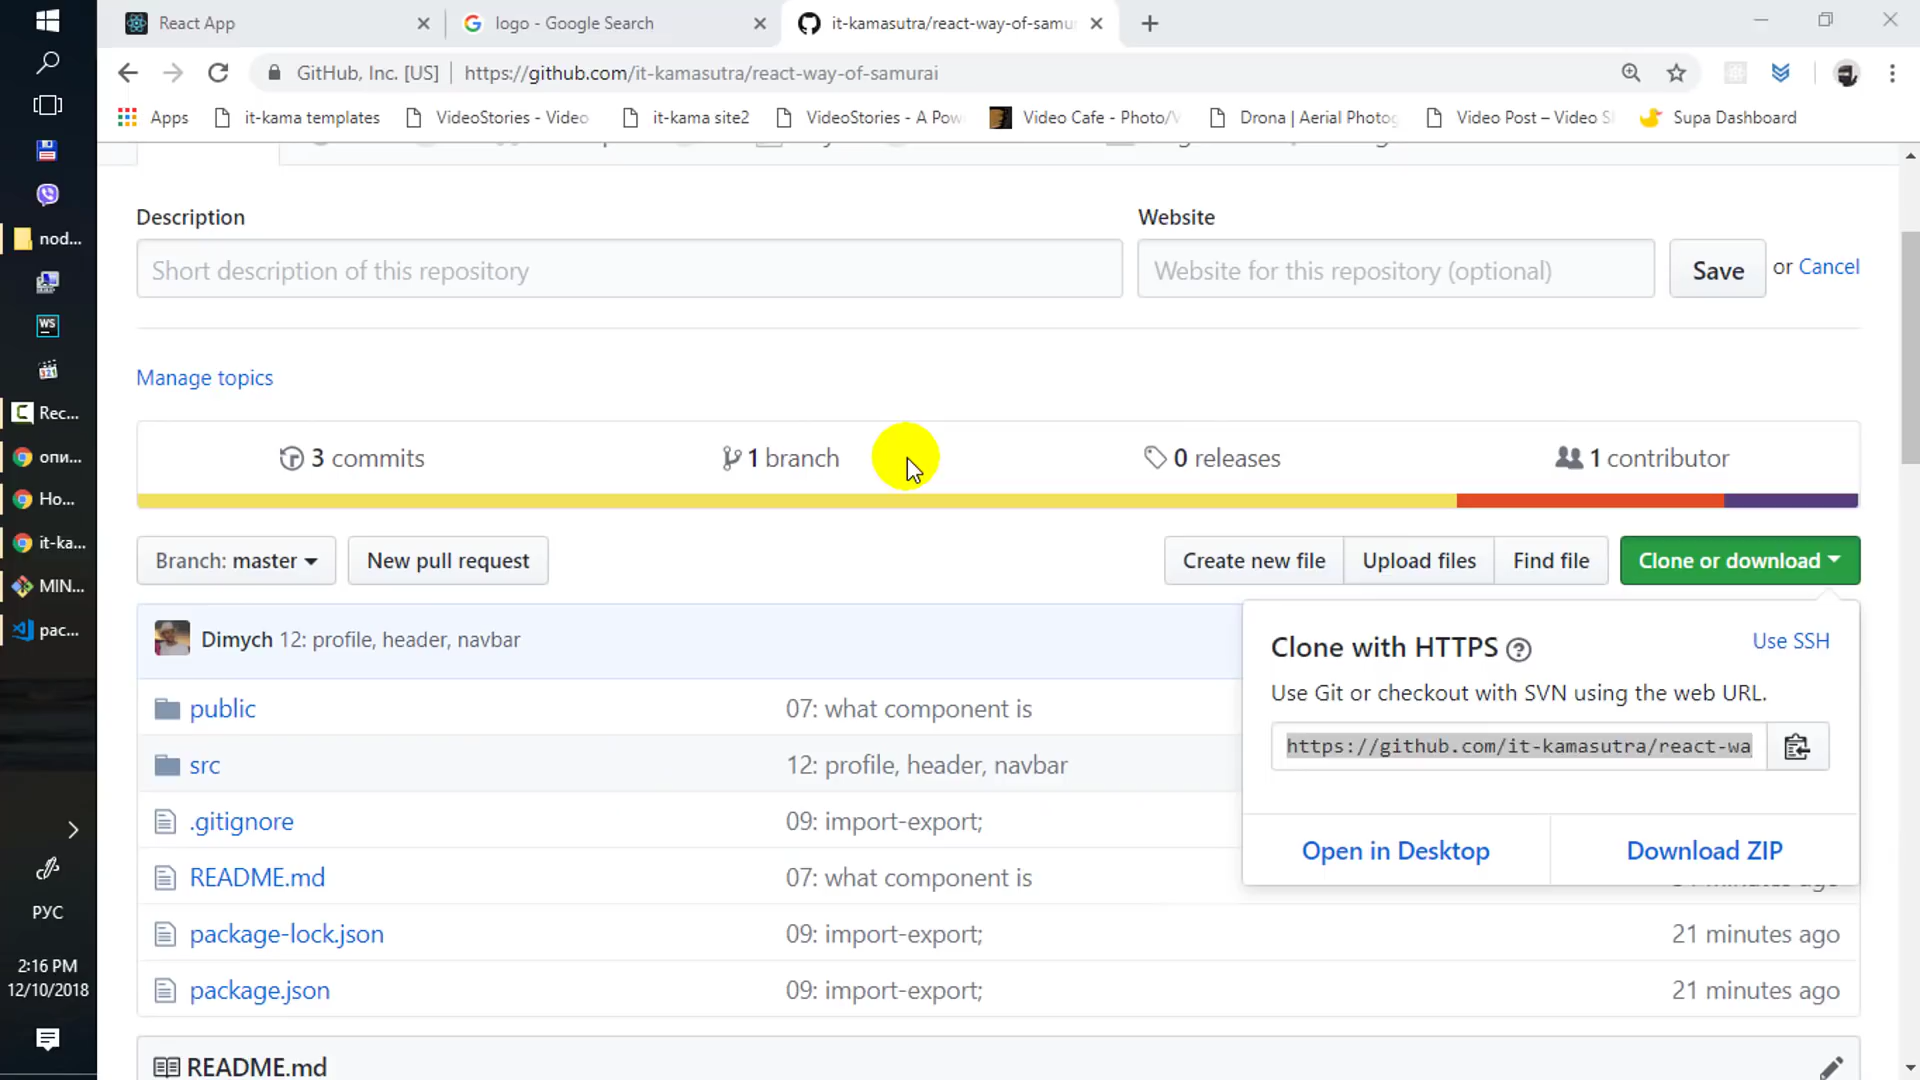 React App
logo - Google Search
it-kamasutra/react-way-of-samu
GitHub, Inc. [US]
https://github.com/it-kamasutra/react-way-of-samurai
Apps
it-kama templates
VideoStories - Video
it-kama site2
VideoStories - A Pow
Video Cafe - Photo/V
Drona | Aerial Photog
Video Post – Video S
Supa Dashboard
Description
Website
Short description of this repository
Website for this repository (optional)
Save
or Cancel
Manage topics
3 commits
1 branch
0 releases
1 contributor
Branch: master
New pull request
Create new file
Upload files
Find file
Clone or download
Dimych 12: profile, header, navbar
Clone with HTTPS
Use SSH
Use Git or checkout with SVN using the web URL.
https://github.com/it-kamasutra/react-wa
Open in Desktop
Download ZIP
public
07: what component is
src
12: profile, header, navbar
.gitignore
09: import-export;
README.md
07: what component is
package-lock.json
09: import-export;
21 minutes ago
package.json
09: import-export;
21 minutes ago
README.md
nod...
WS
321
Rec...
опи...
Но...
it-ka...
MIN...
pac...
РУС
2:16 PM
12/10/2018